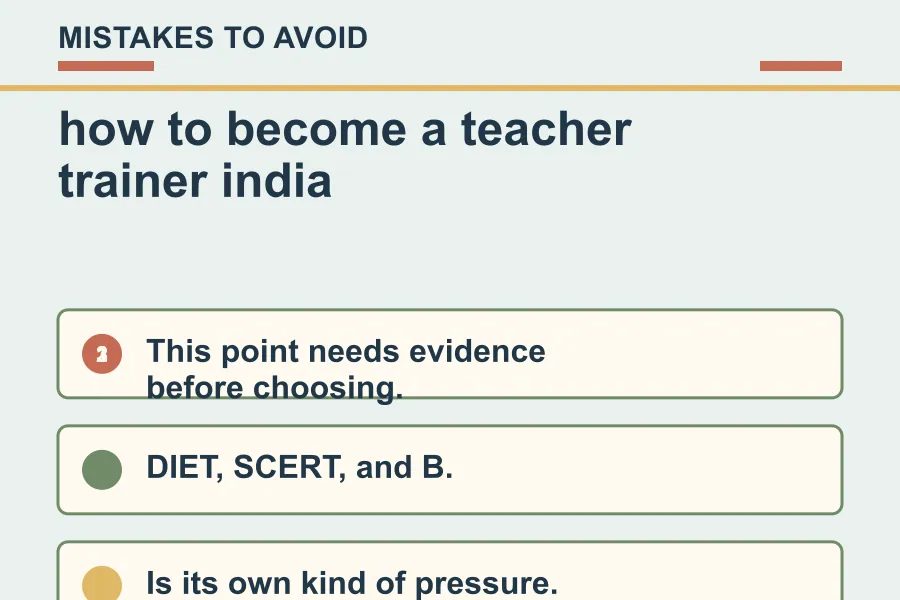 MISTAKES TO AVOID
how to become a teacher
trainer india
This point needs evidence
before choosing.
DIET, SCERT, and B.
Is its own kind of pressure.